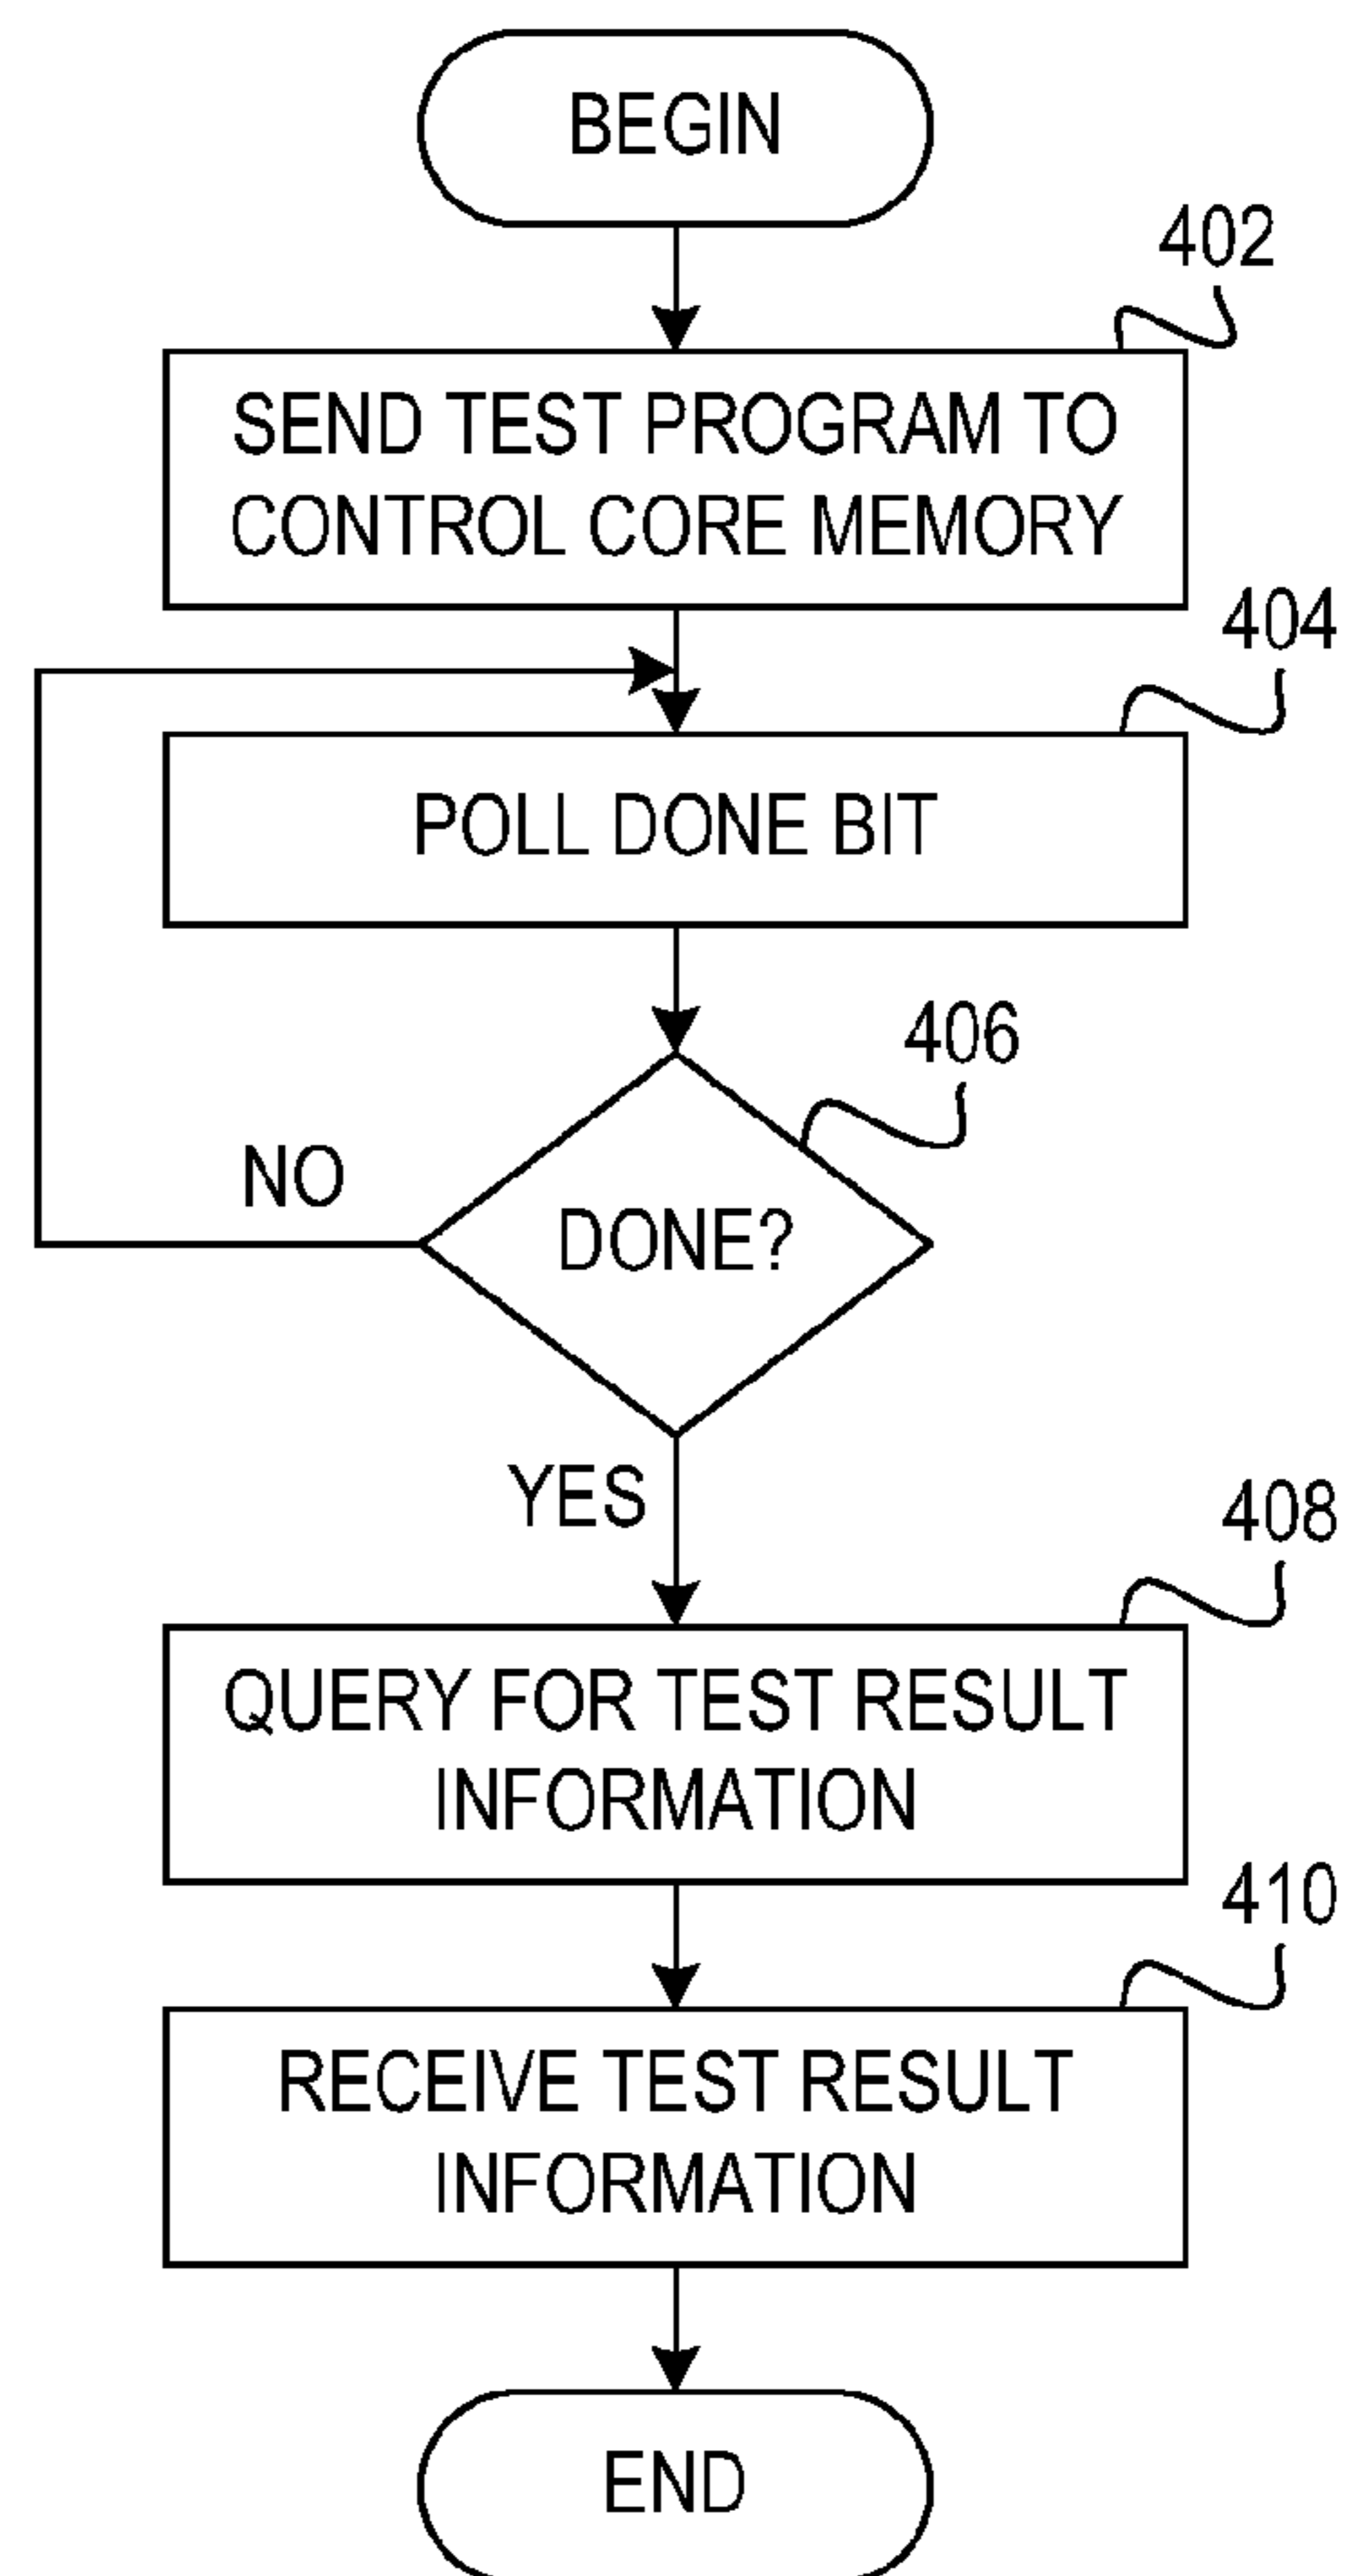 BEGIN
402
SEND TEST PROGRAM TO
CONTROL CORE MEMORY
404
POLL DONE BIT
406
DONE?
NO
YES
408
QUERY FOR TEST RESULT
INFORMATION
410
RECEIVE TEST RESULT
INFORMATION
END